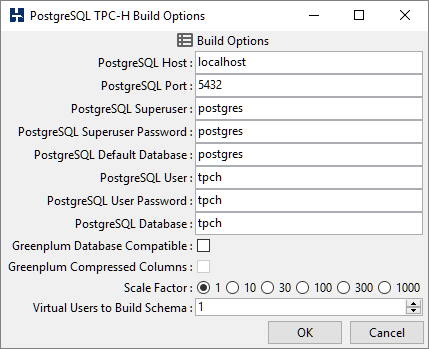 PostgreSQL TPC-H Build Options
Build Options
PostgreSQL Host : localhost
PostgreSQL Port : 5432
PostgreSQL Superuser : postgres
PostgreSQL Superuser Password : postgres
PostgreSQL Default Database : postgres
PostgreSQL User : tpch
PostgreSQL User Password : tpch
PostgreSQL Database : tpch
Greenplum Database Compatible :
Greenplum Compressed Columns :
Scale Factor : 1 10 30 100 300 1000
Virtual Users to Build Schema : 1
OK Cancel